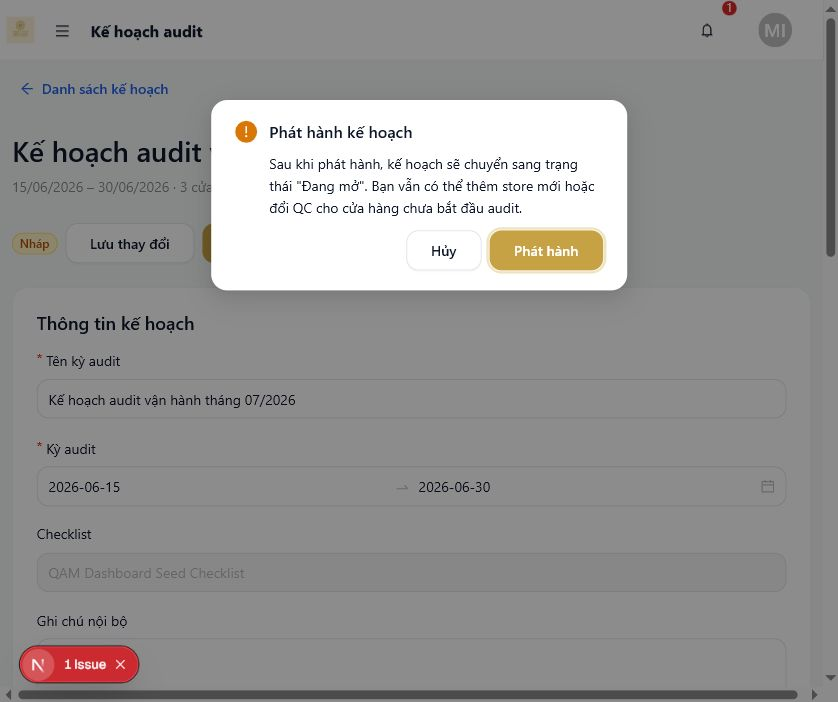 Kế hoạch audit
1
MI
Danh sách kế hoạch
Kế hoạch audit
15/06/2026 – 30/06/2026 · 3 cửa
Nháp
Lưu thay đổi
!
Phát hành kế hoạch
Sau khi phát hành, kế hoạch sẽ chuyển sang trạng
thái "Đang mở". Bạn vẫn có thể thêm store mới hoặc
đổi QC cho cửa hàng chưa bắt đầu audit.
Hủy
Phát hành
Thông tin kế hoạch
* Tên kỳ audit
Kế hoạch audit vận hành tháng 07/2026
* Kỳ audit
2026-06-15 → 2026-06-30
Checklist
QAM Dashboard Seed Checklist
Ghi chú nội bộ
N 1 Issue